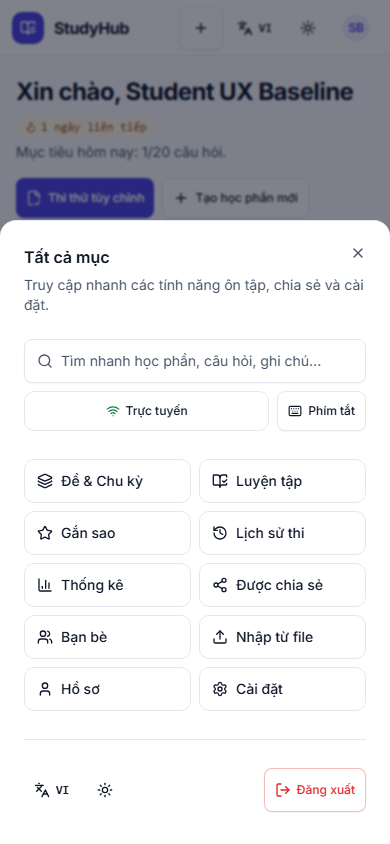 StudyHub
VI
SB
Xin chào, Student UX Baseline
1 ngày liên tiếp
Mục tiêu hôm nay: 1/20 câu hỏi.
Thi thử tùy chỉnh
Tạo học phần mới
Tất cả mục
Truy cập nhanh các tính năng ôn tập, chia sẻ và cài
đặt.
Tìm nhanh học phần, câu hỏi, ghi chú...
Trực tuyến
Phím tắt
Đề & Chu kỳ
Luyện tập
Gắn sao
Lịch sử thi
Thống kê
Được chia sẻ
Bạn bè
Nhập từ file
Hồ sơ
Cài đặt
VI
Đăng xuất